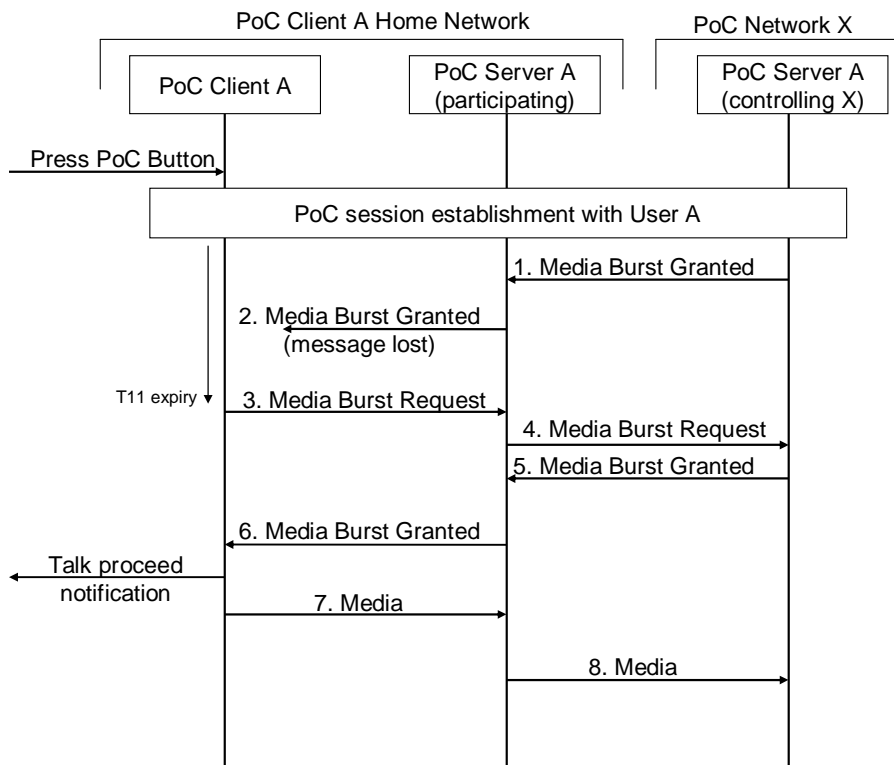 PoC Client A Home Network
PoC Network X
PoC Client A
PoC Server A
(participating)
PoC Server A
(controlling X)
Press PoC Button
PoC session establishment with User A
1. Media Burst Granted
2. Media Burst Granted
(message lost)
T11 expiry
3. Media Burst Request
4. Media Burst Request
5. Media Burst Granted
6. Media Burst Granted
Talk proceed
notification
7. Media
8. Media